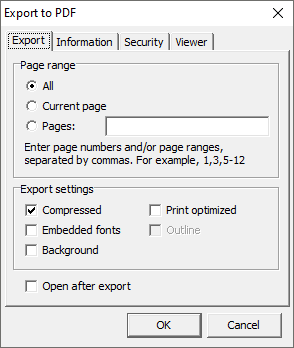 Export to PDF
Export Information Security Viewer
Page range
All
Current page
Pages:
Enter page numbers and/or page ranges,
separated by commas. For example, 1,3,5-12
Export settings
Compressed Print optimized
Embedded fonts Outline
Background
Open after export
OK Cancel